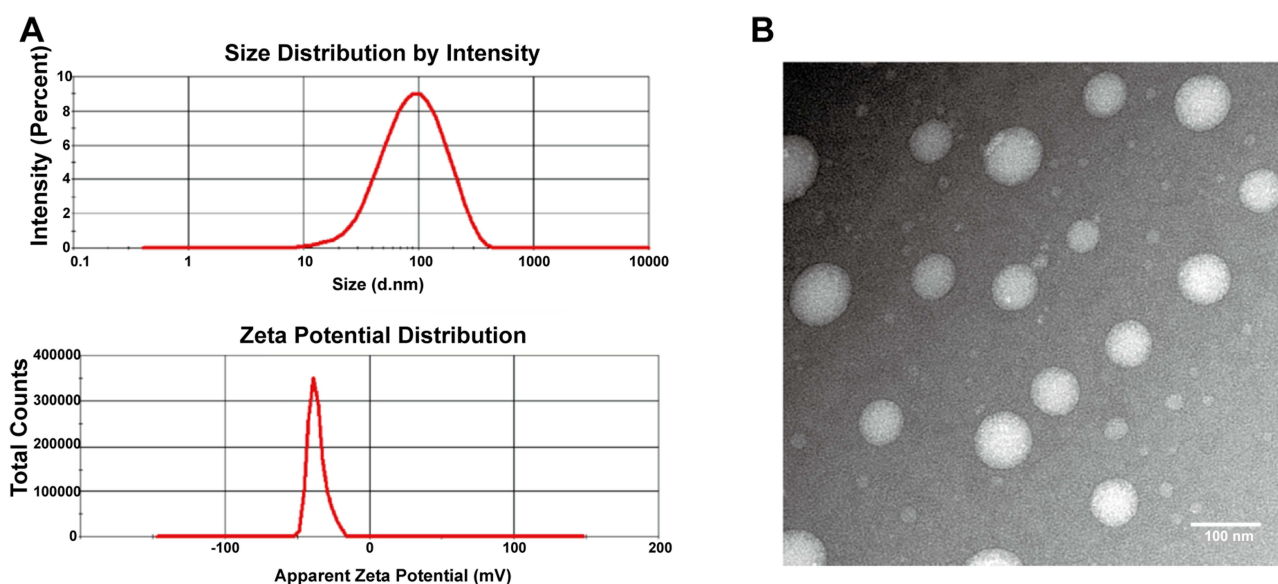 A
Size Distribution by Intensity
Intensity (Percent)
10
8
6
4
2
0
0.1 1 10 100 1000 10000
Size (d.nm)
Zeta Potential Distribution
Total Counts
400000
300000
200000
100000
0
-100 0 100 200
Apparent Zeta Potential (mV)
B
100 nm